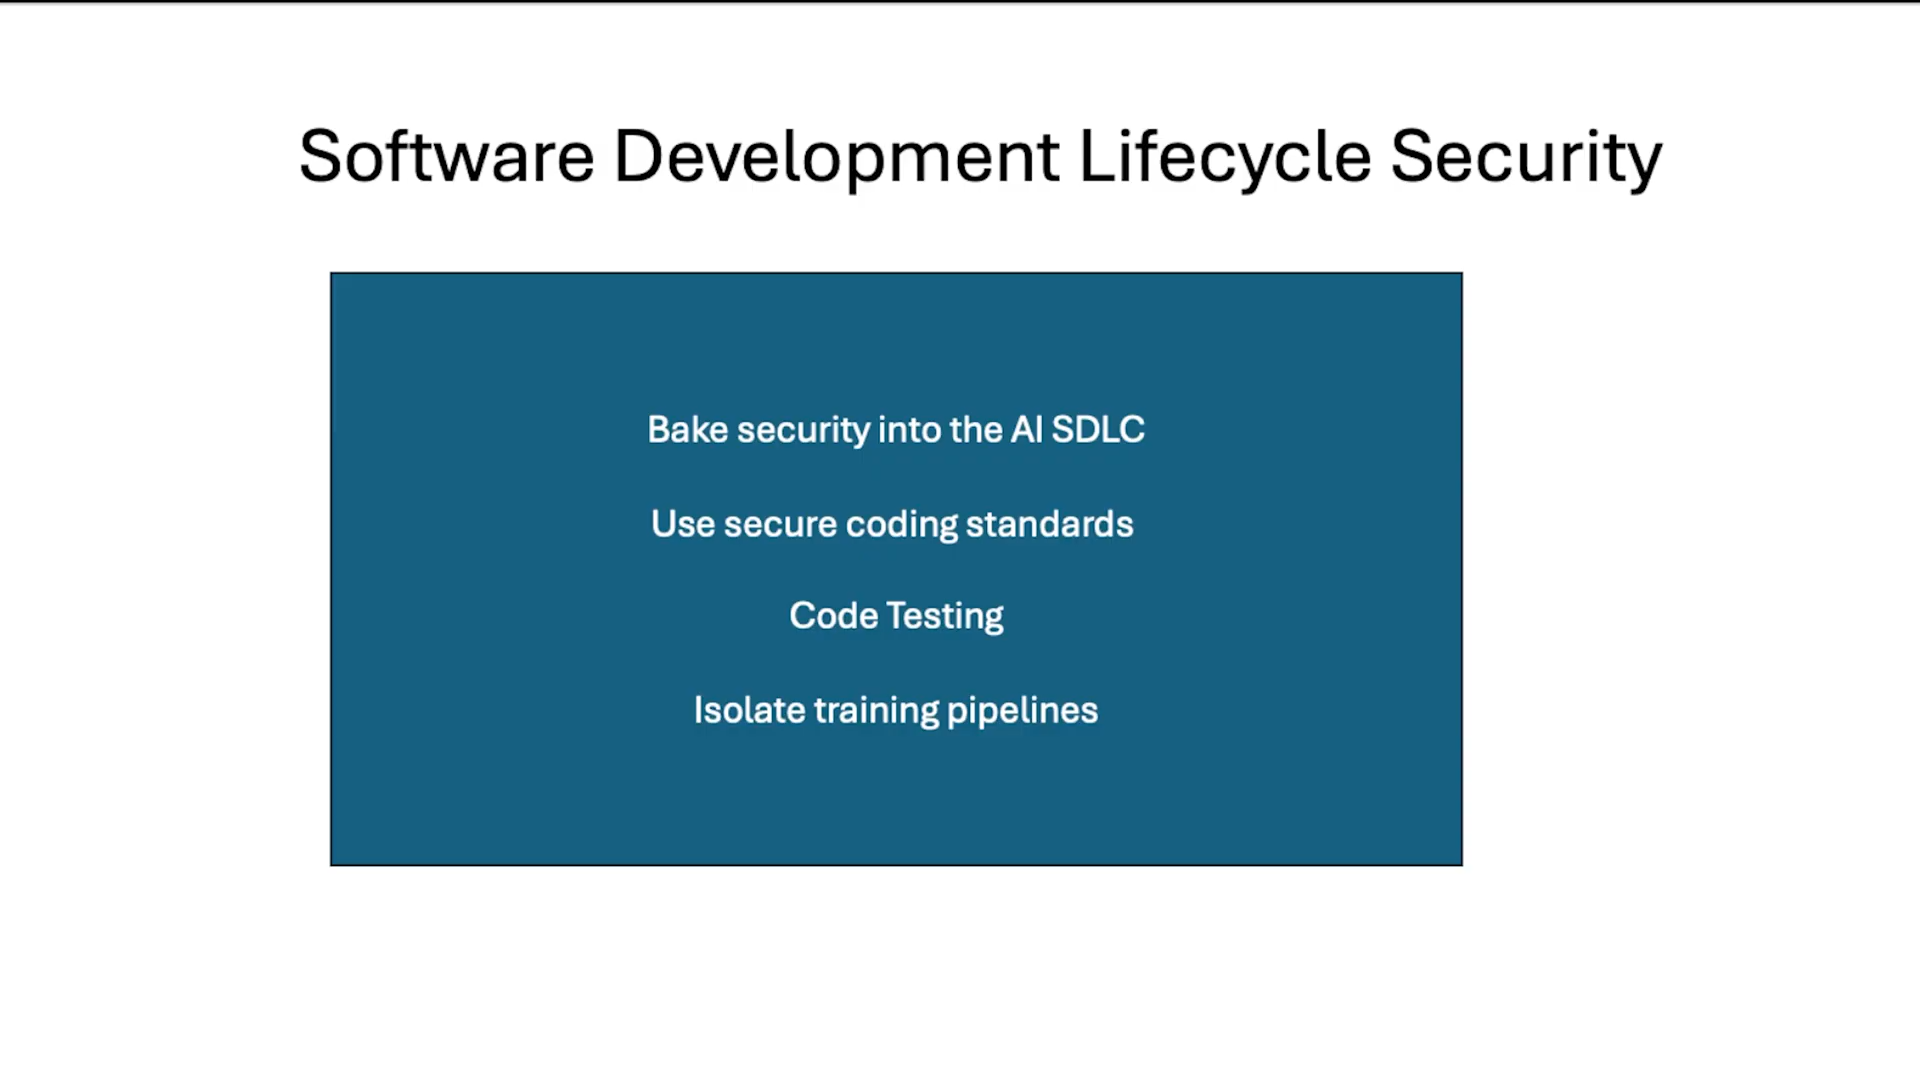 Software Development Lifecycle Security
Bake security into the AI SDLC
Use secure coding standards
Code Testing
Isolate training pipelines